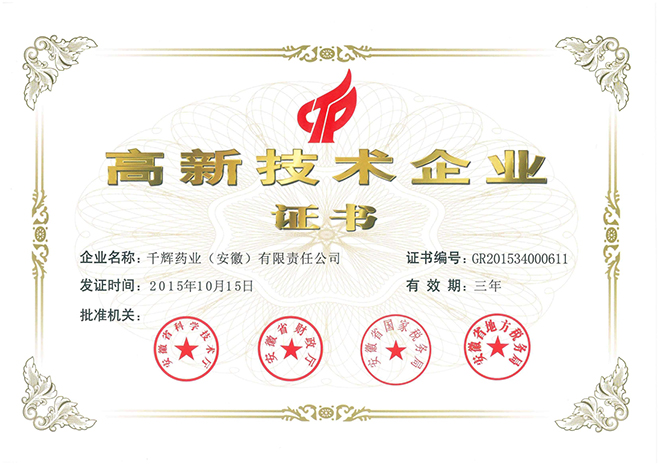 高新技术企业
证书
企业名称：千辉药业（安徽）有限责任公司
证书编号：GR201534000611
发证时间：2015年10月15日
有效期：三年
批准机关：
安徽省科学技术厅
安徽省财政厅
安徽省国家税务局
安徽省地方税务局